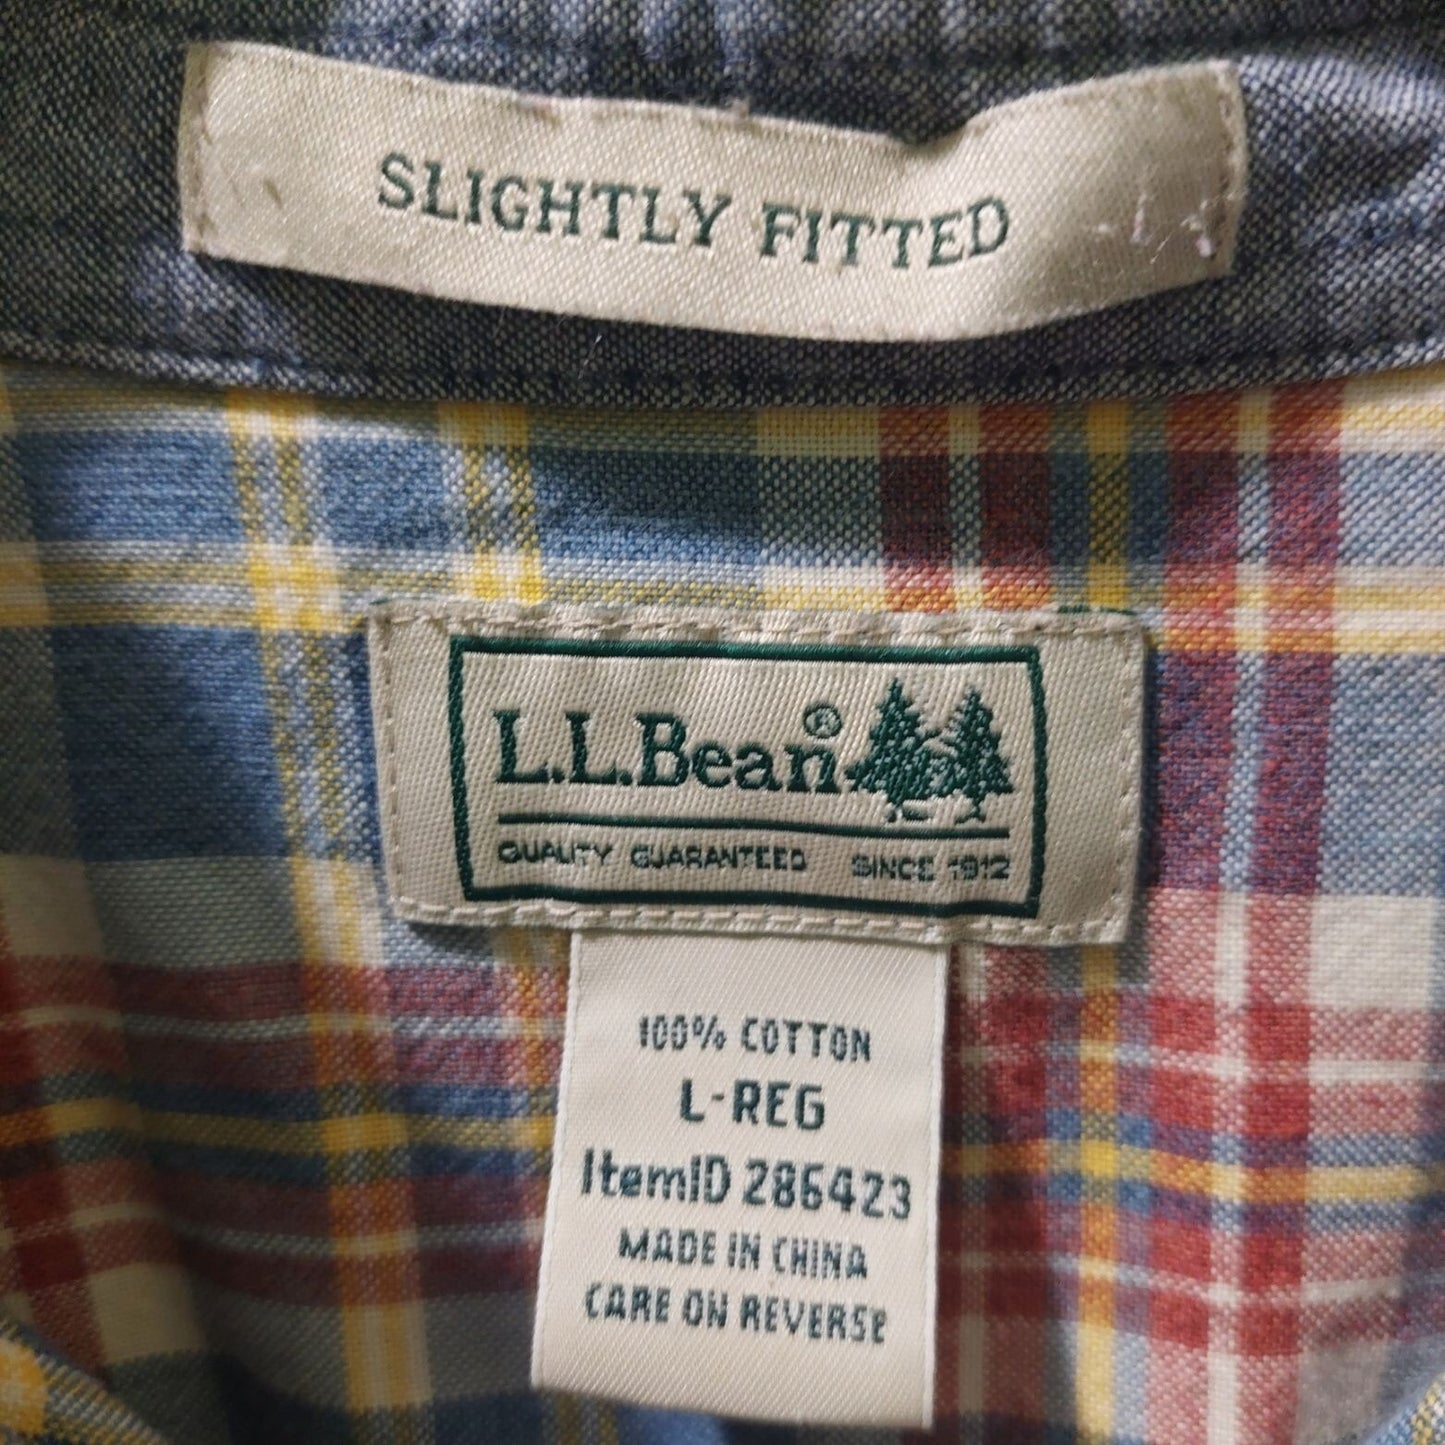 SLIGHTLY FITTED
L.L.Bean®
QUALITY GUARANTEED SINCE 1912
100% COTTON
L-REG
ItemID 286423
MADE IN CHINA
CARE ON REVERSE